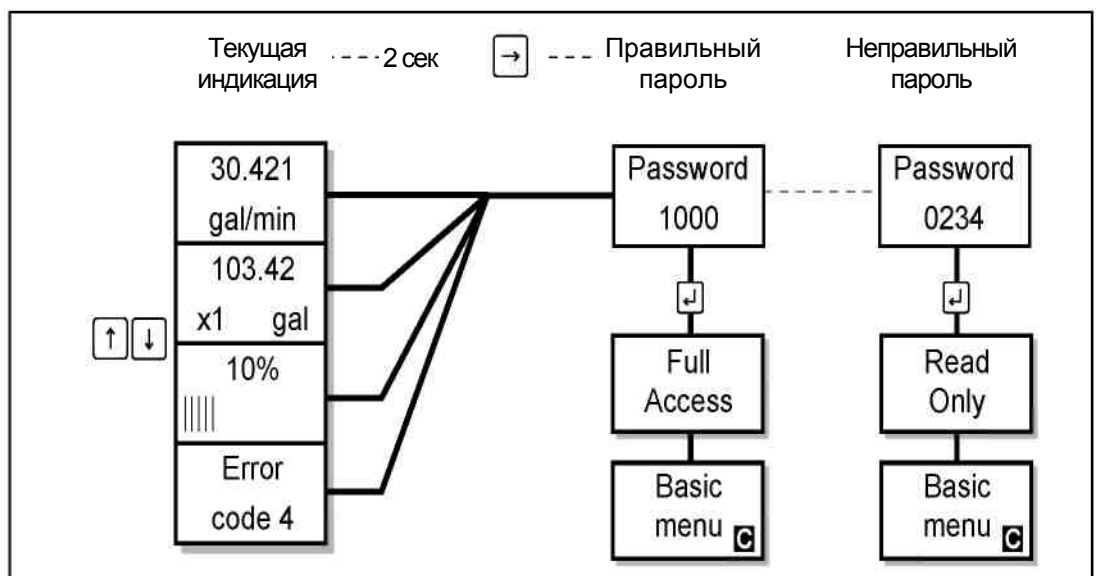 Текущая
индикация
2 сек
→
Правильный
пароль
Неправильный
пароль
30.421
gal/min
103.42
x1 gal
10%
Error
code 4
↑ ↓
Password
1000
↵
Full
Access
Basic
menu C
Password
0234
↵
Read
Only
Basic
menu C